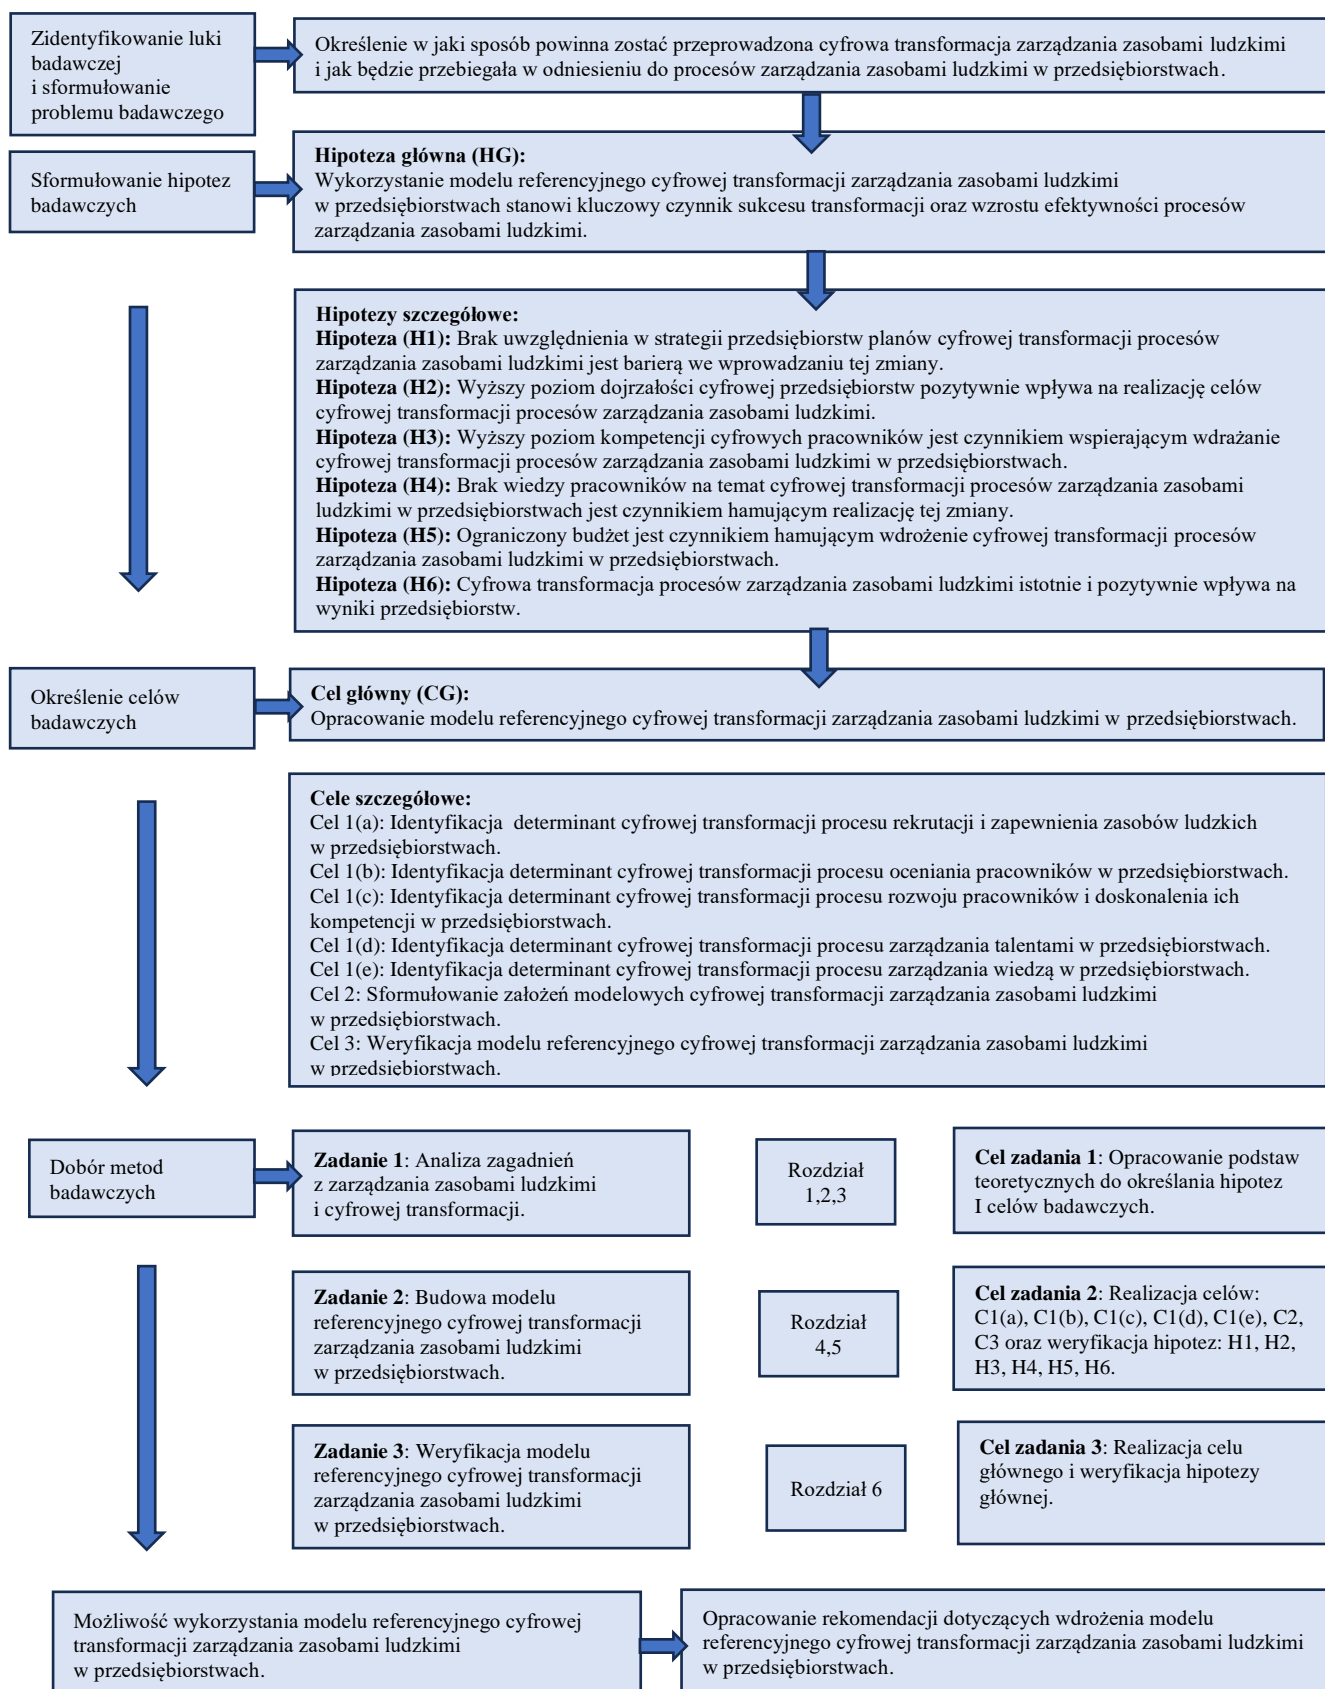 Zidentyfikowanie luki
badawczej
i sformułowanie
problemu badawczego
Określenie w jaki sposób powinna zostać przeprowadzona cyfrowa transformacja zarządzania zasobami ludzkimi
i jak będzie przebiegała w odniesieniu do procesów zarządzania zasobami ludzkimi w przedsiębiorstwach.
Sformułowanie hipotez
badawczych
Hipoteza główna (HG):
Wykorzystanie modelu referencyjnego cyfrowej transformacji zarządzania zasobami ludzkimi
w przedsiębiorstwach stanowi kluczowy czynnik sukcesu transformacji oraz wzrostu efektywności procesów
zarządzania zasobami ludzkimi.
Hipotezy szczegółowe:
Hipoteza (H1): Brak uwzględnienia w strategii przedsiębiorstw planów cyfrowej transformacji procesów
zarządzania zasobami ludzkimi jest barierą we wprowadzaniu tej zmiany.
Hipoteza (H2): Wyższy poziom dojrzałości cyfrowej przedsiębiorstw pozytywnie wpływa na realizację celów
cyfrowej transformacji procesów zarządzania zasobami ludzkimi.
Hipoteza (H3): Wyższy poziom kompetencji cyfrowych pracowników jest czynnikiem wspierającym wdrażanie
cyfrowej transformacji procesów zarządzania zasobami ludzkimi w przedsiębiorstwach.
Hipoteza (H4): Brak wiedzy pracowników na temat cyfrowej transformacji procesów zarządzania zasobami
ludzkimi w przedsiębiorstwach jest czynnikiem hamującym realizację tej zmiany.
Hipoteza (H5): Ograniczony budżet jest czynnikiem hamującym wdrożenie cyfrowej transformacji procesów
zarządzania zasobami ludzkimi w przedsiębiorstwach.
Hipoteza (H6): Cyfrowa transformacja procesów zarządzania zasobami ludzkimi istotnie i pozytywnie wpływa na
wyniki przedsiębiorstw.
Określenie celów
badawczych
Cel główny (CG):
Opracowanie modelu referencyjnego cyfrowej transformacji zarządzania zasobami ludzkimi w przedsiębiorstwach.
Cele szczegółowe:
Cel 1(a): Identyfikacja  determinant cyfrowej transformacji procesu rekrutacji i zapewnienia zasobów ludzkich
w przedsiębiorstwach.
Cel 1(b): Identyfikacja determinant cyfrowej transformacji procesu oceniania pracowników w przedsiębiorstwach.
Cel 1(c): Identyfikacja determinant cyfrowej transformacji procesu rozwoju pracowników i doskonalenia ich
kompetencji w przedsiębiorstwach.
Cel 1(d): Identyfikacja determinant cyfrowej transformacji procesu zarządzania talentami w przedsiębiorstwach.
Cel 1(e): Identyfikacja determinant cyfrowej transformacji procesu zarządzania wiedzą w przedsiębiorstwach.
Cel 2: Sformułowanie założeń modelowych cyfrowej transformacji zarządzania zasobami ludzkimi
w przedsiębiorstwach.
Cel 3: Weryfikacja modelu referencyjnego cyfrowej transformacji zarządzania zasobami ludzkimi
w przedsiębiorstwach.
Dobór metod
badawczych
Zadanie 1: Analiza zagadnień
z zarządzania zasobami ludzkimi
i cyfrowej transformacji.
Rozdział
1,2,3
Cel zadania 1: Opracowanie podstaw
teoretycznych do określania hipotez
I celów badawczych.
Zadanie 2: Budowa modelu
referencyjnego cyfrowej transformacji
zarządzania zasobami ludzkimi
w przedsiębiorstwach.
Rozdział
4,5
Cel zadania 2: Realizacja celów:
C1(a), C1(b), C1(c), C1(d), C1(e), C2,
C3 oraz weryfikacja hipotez: H1, H2,
H3, H4, H5, H6.
Zadanie 3: Weryfikacja modelu
referencyjnego cyfrowej transformacji
zarządzania zasobami ludzkimi
w przedsiębiorstwach.
Rozdział 6
Cel zadania 3: Realizacja celu
głównego i weryfikacja hipotezy
głównej.
Możliwość wykorzystania modelu referencyjnego cyfrowej
transformacji zarządzania zasobami ludzkimi
w przedsiębiorstwach.
Opracowanie rekomendacji dotyczących wdrożenia modelu
referencyjnego cyfrowej transformacji zarządzania zasobami ludzkimi
w przedsiębiorstwach.